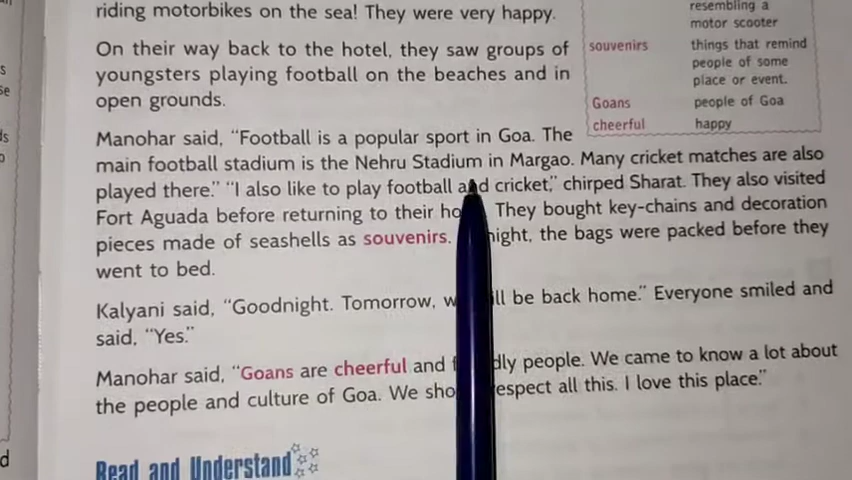 riding motorbikes on the sea! They were very happy.
On their way back to the hotel, they saw groups of
youngsters playing football on the beaches and in
open grounds.
resembling a
motor scooter
souvenirs things that remind
people of some
place or event.
Goans people of Goa
cheerful happy
Manohar said, "Football is a popular sport in Goa. The
main football stadium is the Nehru Stadium in Margao. Many cricket matches are also
played there." "I also like to play football and cricket," chirped Sharat. They also visited
Fort Aguada before returning to their They bought key-chains and decoration
pieces made of seashells as souvenirs. night, the bags were packed before they
went to bed.
Kalyani said, "Goodnight. Tomorrow, be back home." Everyone smiled and
said, "Yes."
Manohar said, "Goans are cheerful and people. We came to know a lot about
the people and culture of Goa. We respect all this. I love this place."
Read and Understand